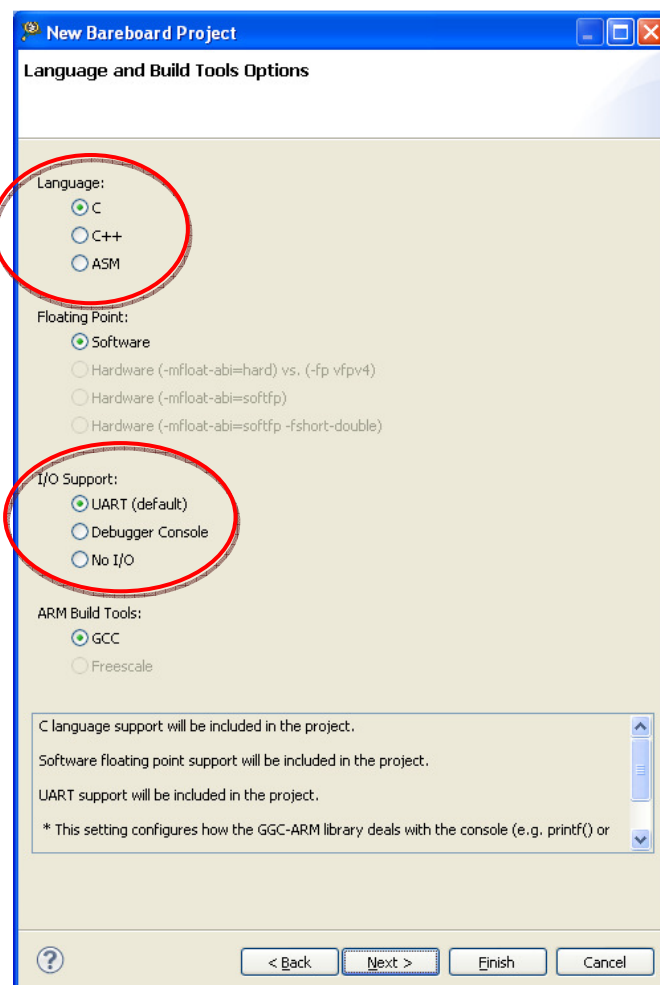 New Bareboard Project
Language and Build Tools Options
Language:
C
C++
ASM
Floating Point:
Software
Hardware (-mfloat-abi=hard) vs. (-fp vfpv4)
Hardware (-mfloat-abi=softfp)
Hardware (-mfloat-abi=softfp -fshort-double)
I/O Support:
UART (default)
Debugger Console
No I/O
ARM Build Tools:
GCC
Freescale
C language support will be included in the project.
Software floating point support will be included in the project.
UART support will be included in the project.
* This setting configures how the GGC-ARM library deals with the console (e.g. printf() or
? < Back Next > Finish Cancel